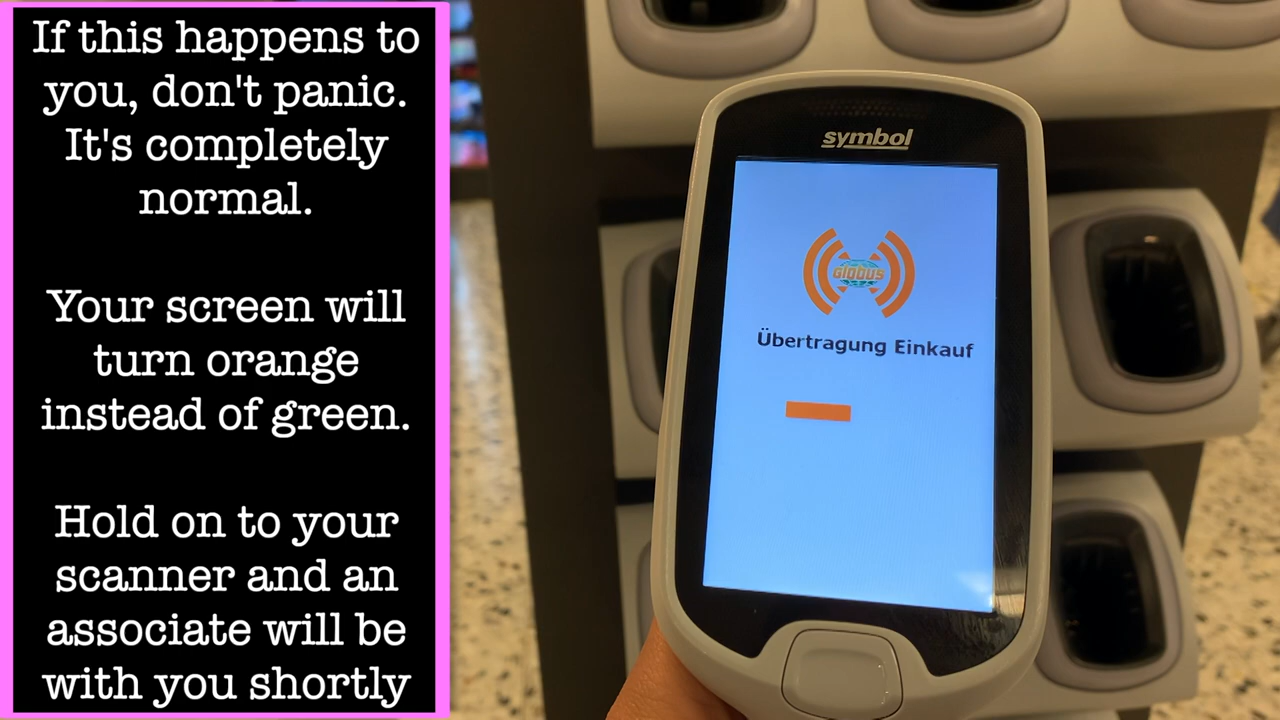 If this happens to
you, don't panic.
It's completely
normal.
Your screen will
turn orange
instead of green.
Hold on to your
scanner and an
associate will be
with you shortly
symbol
Globus
Übertragung Einkauf